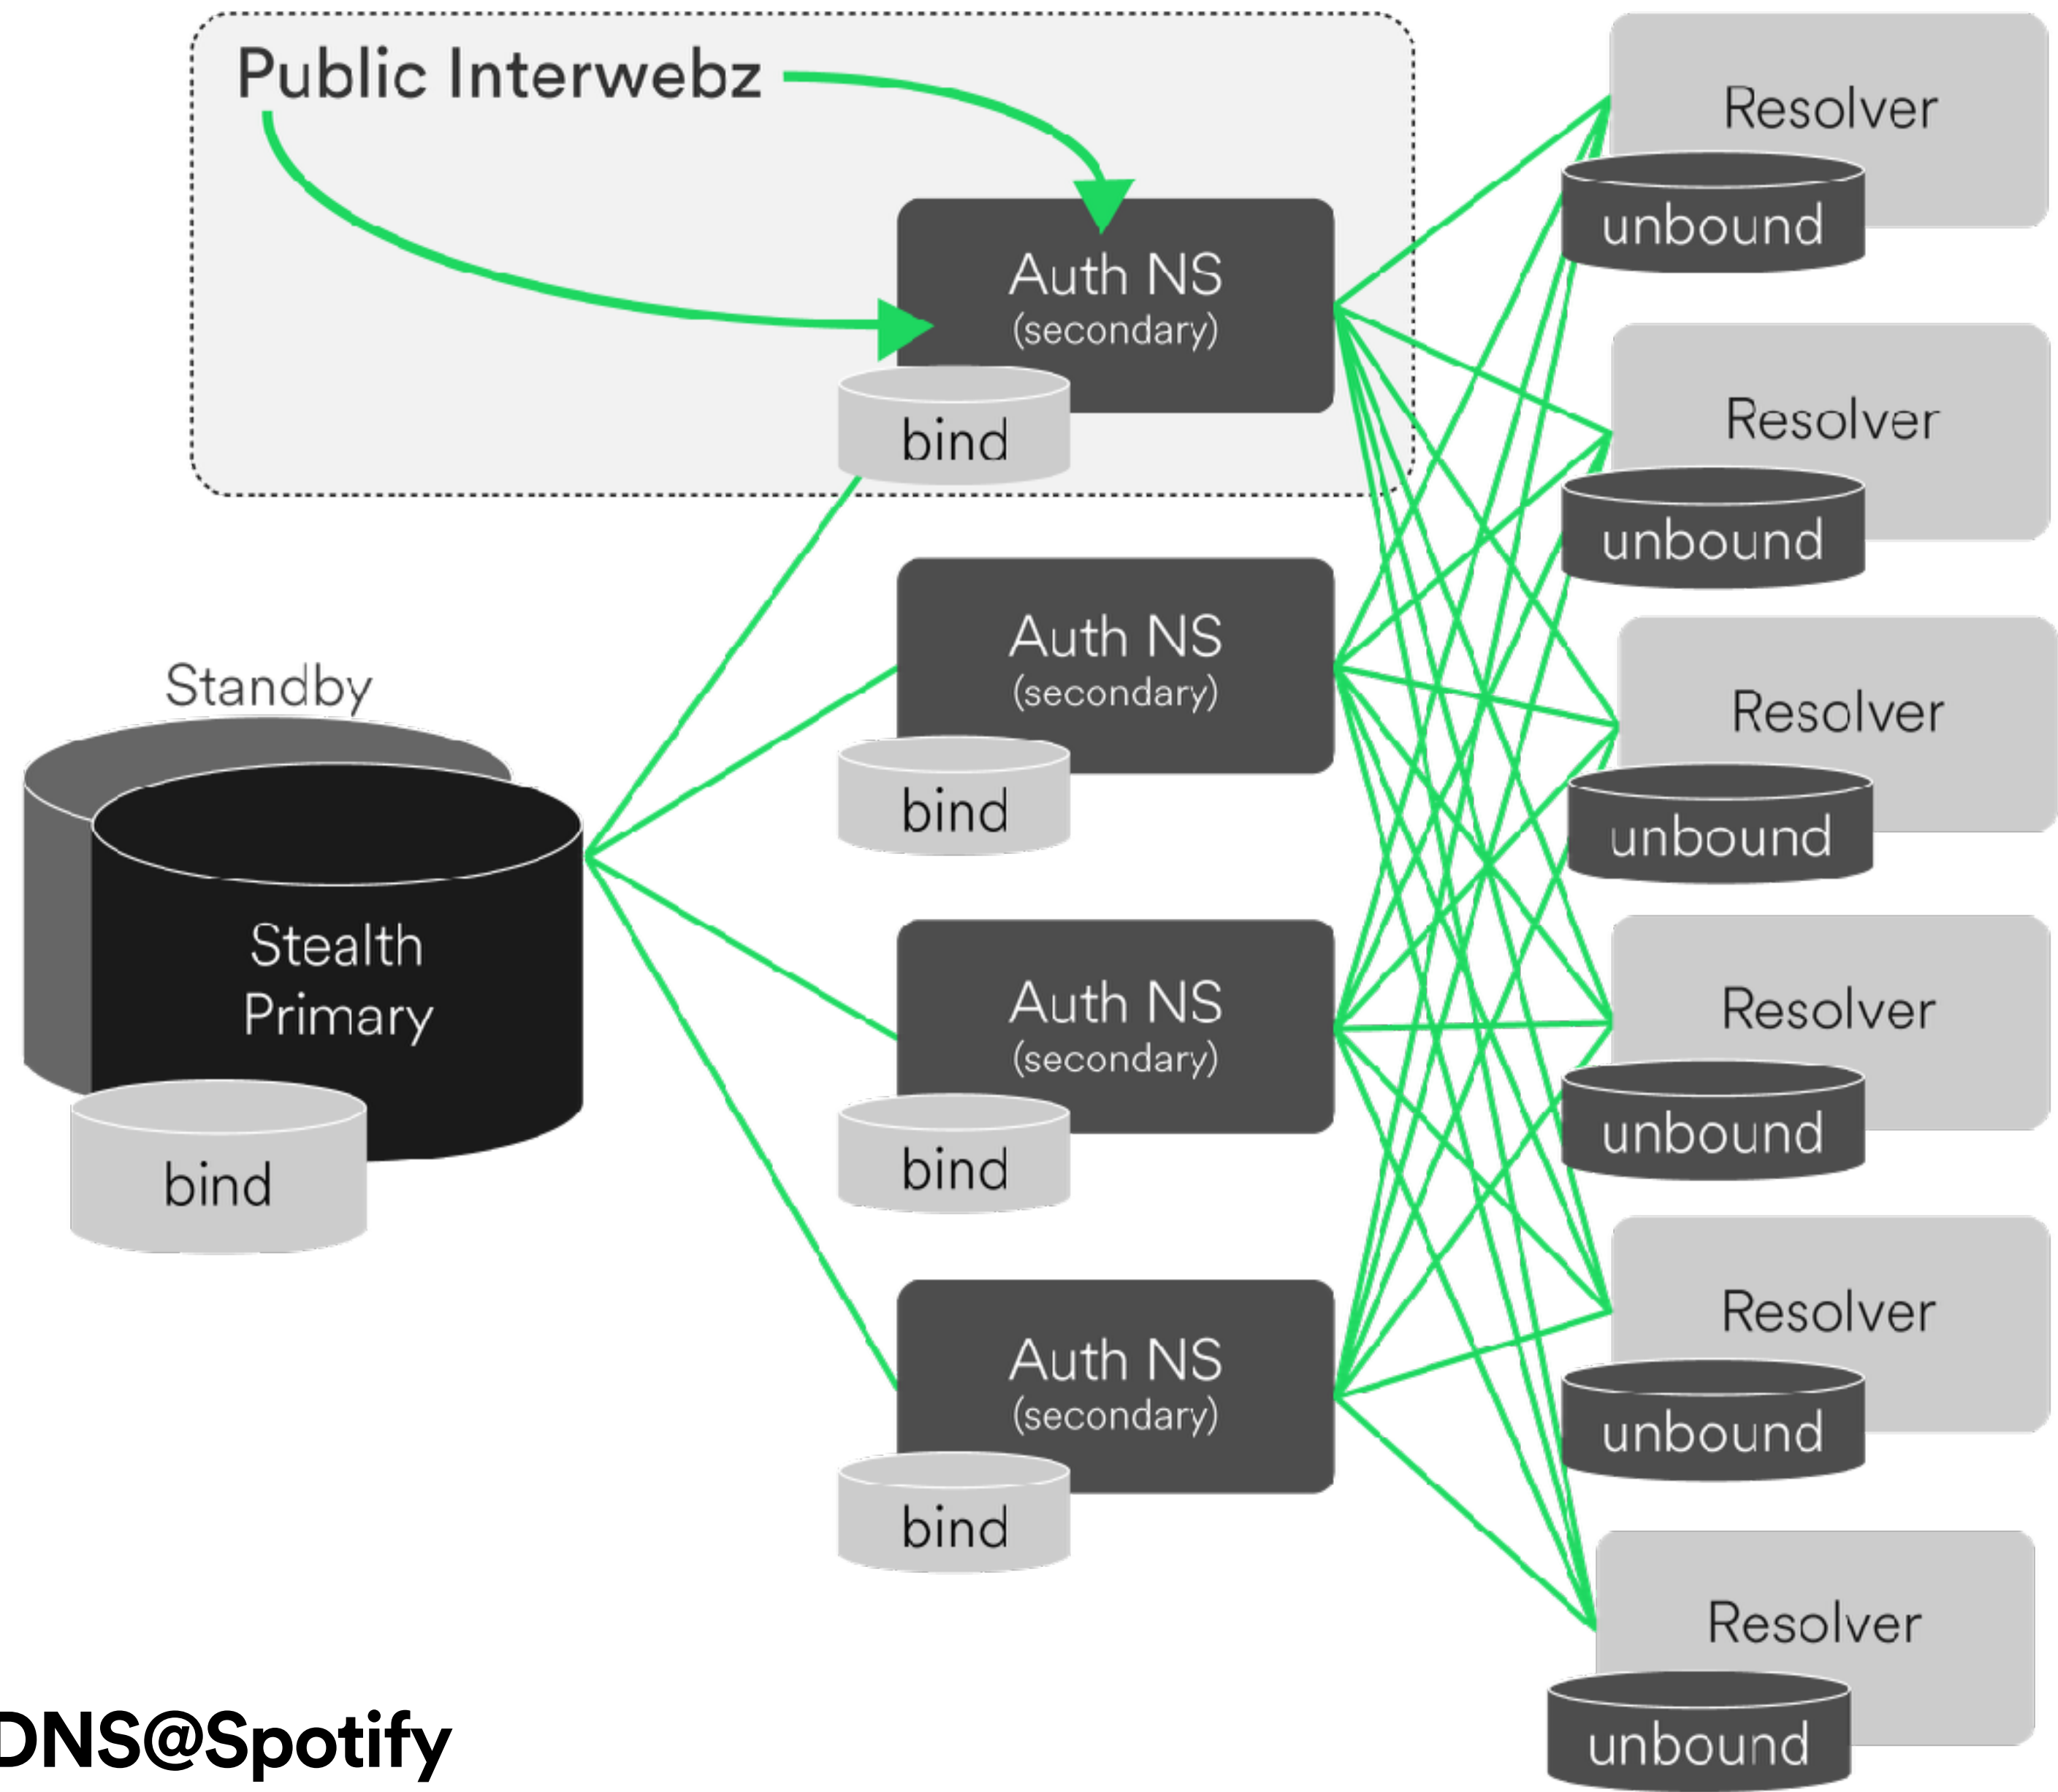 Public Interwebz
Auth NS
(secondary)
bind
Auth NS
(secondary)
bind
Auth NS
(secondary)
bind
Auth NS
(secondary)
bind
Standby
Stealth
Primary
bind
Resolver
unbound
Resolver
unbound
Resolver
unbound
Resolver
unbound
Resolver
unbound
Resolver
unbound
DNS@Spotify